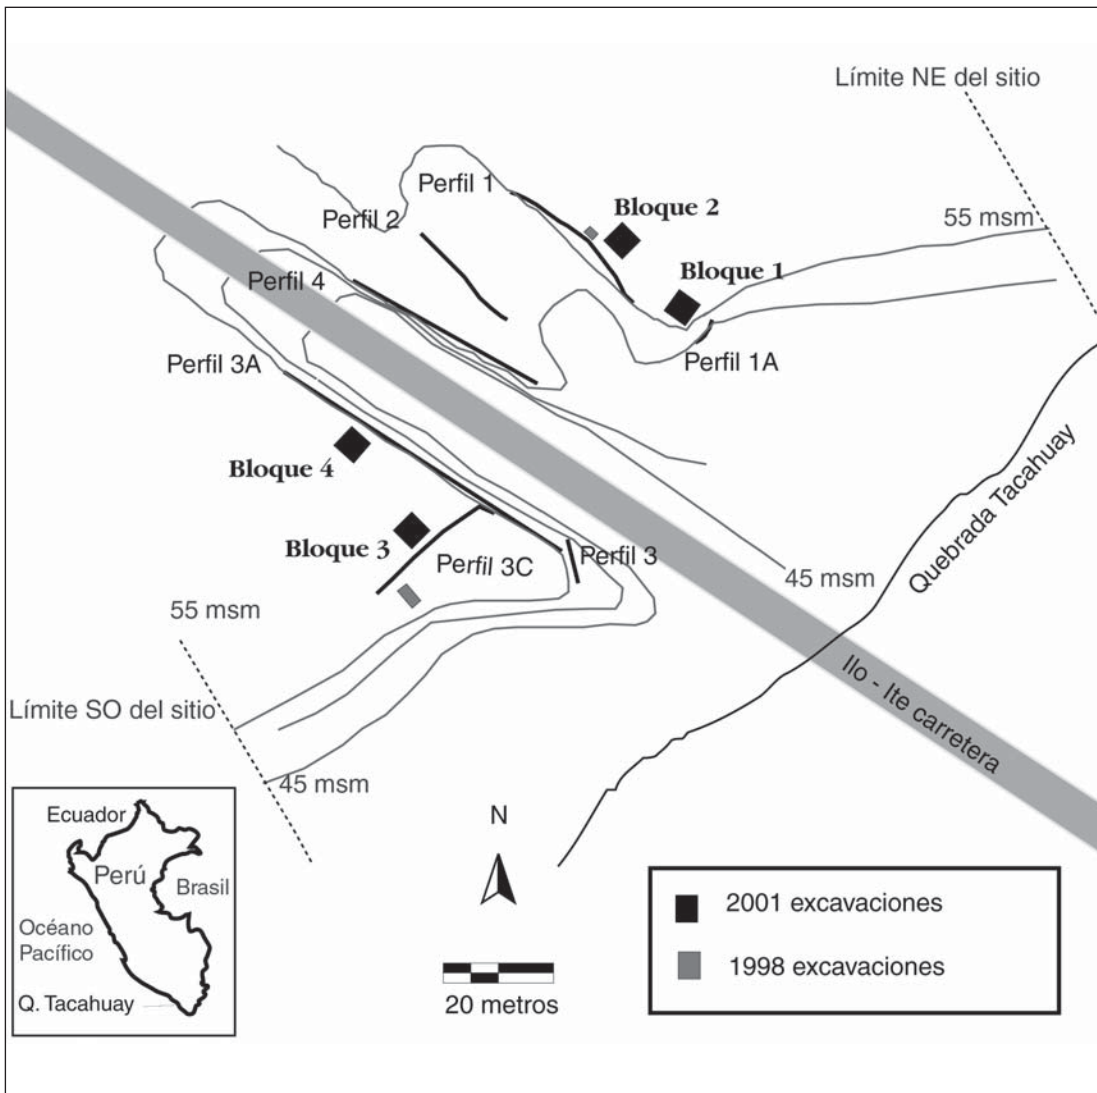 Límite NE del sitio
Perfil 1
Bloque 2
55 msm
Perfil 2
Bloque 1
Perfil 4
Perfil 3A
Perfil 1A
Bloque 4
Quebrada Tacahuay
Bloque 3
Perfil 3C
Perfil 3
45 msm
55 msm
Ilo - Ite carretera
Límite SO del sitio
45 msm
Ecuador
Perú
Brasil
Océano
Pacífico
Q. Tacahuay
N
20 metros
2001 excavaciones
1998 excavaciones